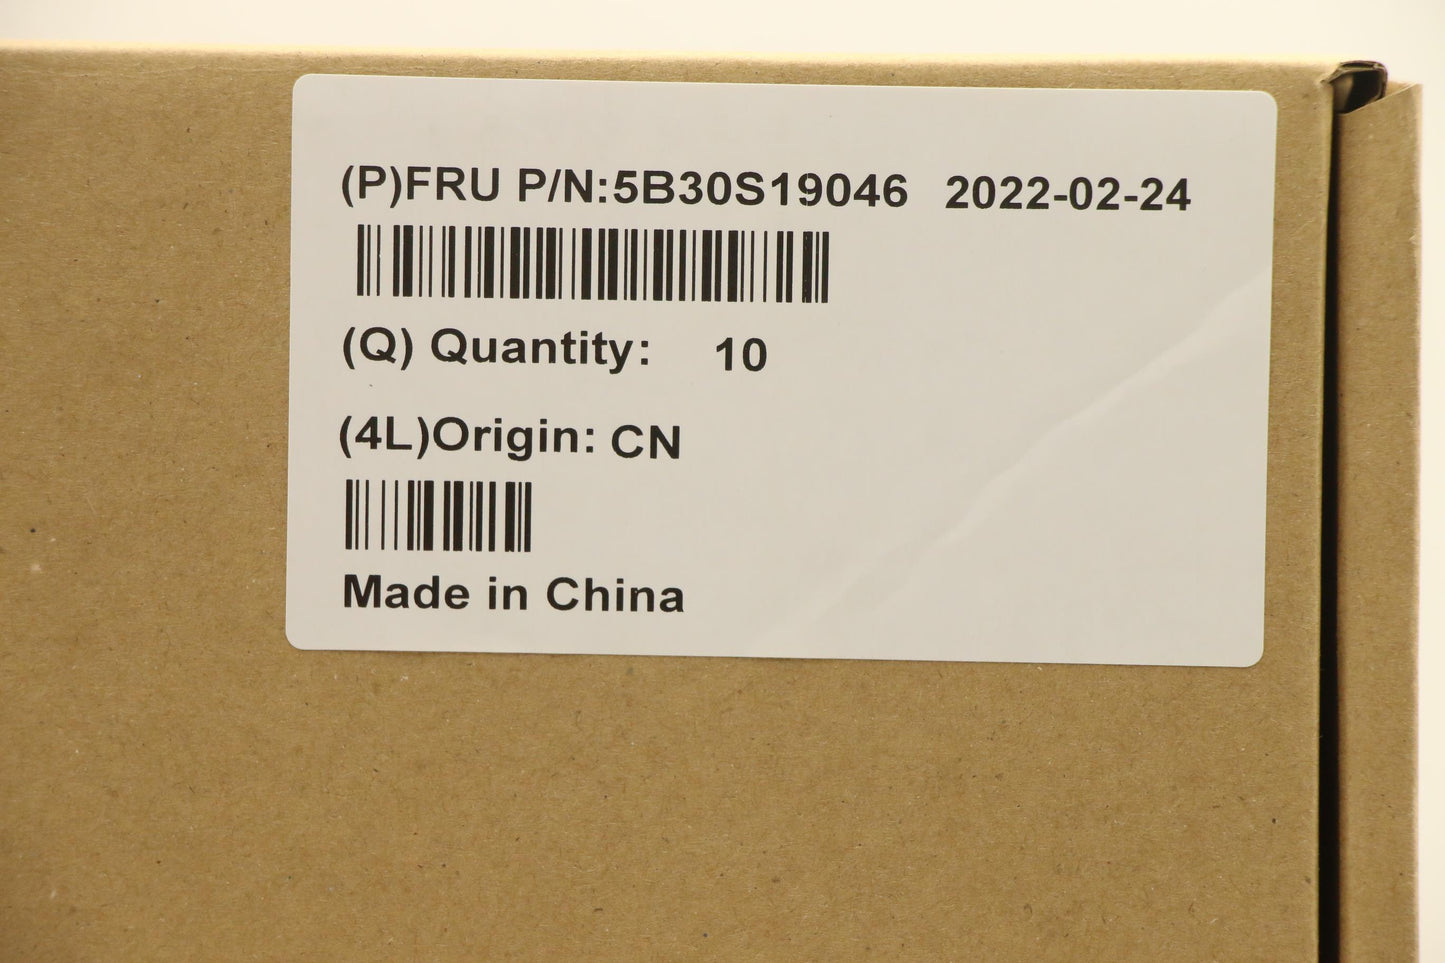 (P)FRU P/N:5B30S19046 2022-02-24
(Q) Quantity: 10
(4L)Origin: CN
Made in China